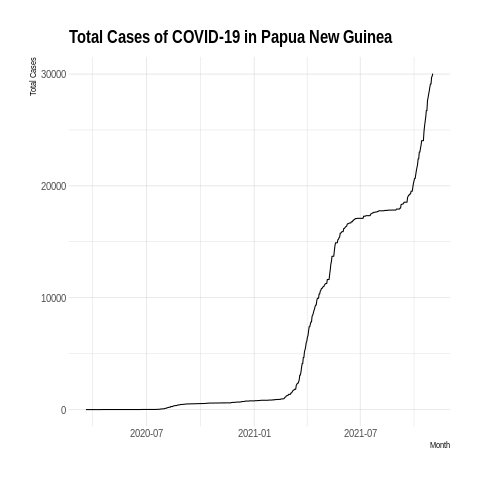 Total Cases of COVID-19 in Papua New Guinea
Total Cases
30000
20000
10000
0
2020-07 2021-01 2021-07
Month